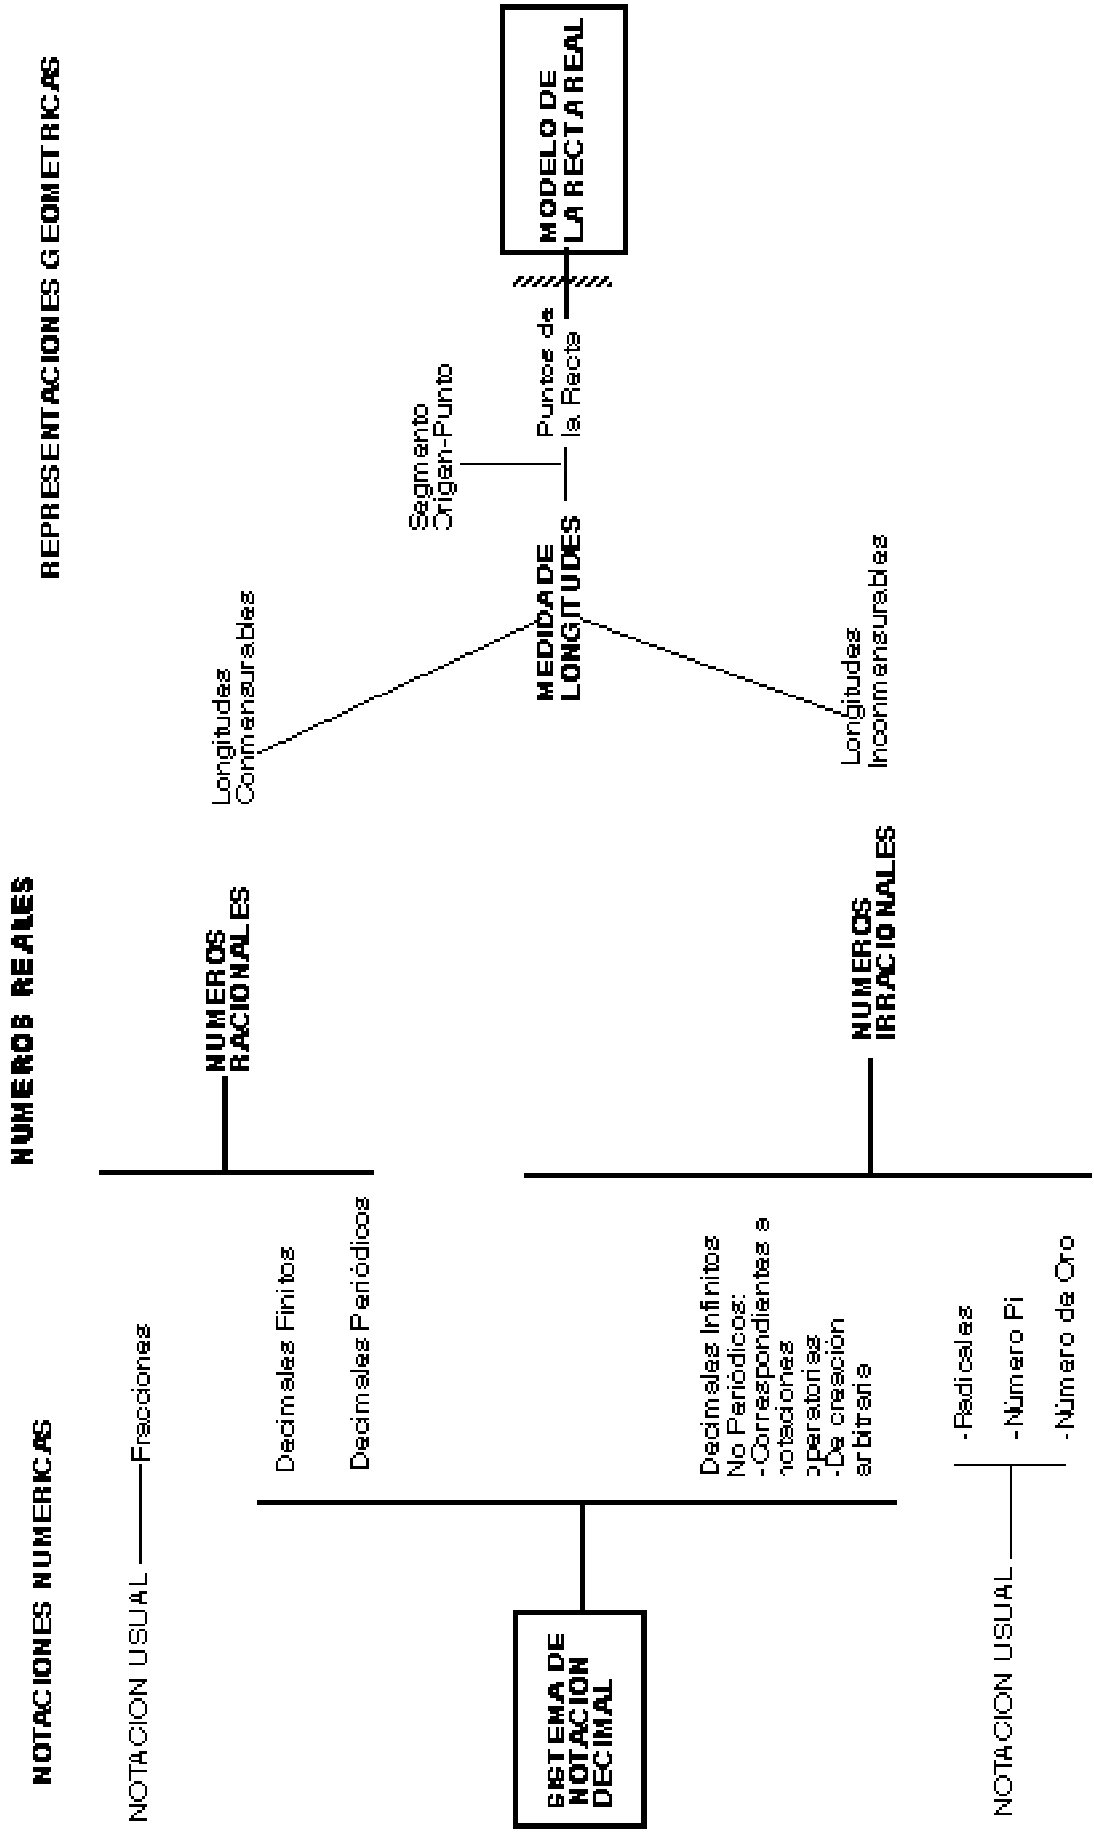 NUMEROS REALES
NOTACIONES NUMERICAS
REPRESENTACIONES GEOMETRICAS
NOTACION USUAL
Fracciones
NUMEROS
RACIONALES
Longitudes
Conmensurables
Decimales Finitos
Decimales Periódicos
Segmento
Origen-Punto
SISTEMA DE
NOTACION
DECIMAL
MEDIDA DE
LONGITUDES
Puntos de
la Recta
MODELO DE
LA RECTA REAL
Decimales Infinitos
No Periódicos:
-Correspondientes a
notaciones
operatorias
-De creación
arbitraria
NUMEROS
IRRACIONALES
Longitudes
Inconmensurables
NOTACION USUAL
-Radicales
-Número Pi
-Número de Oro